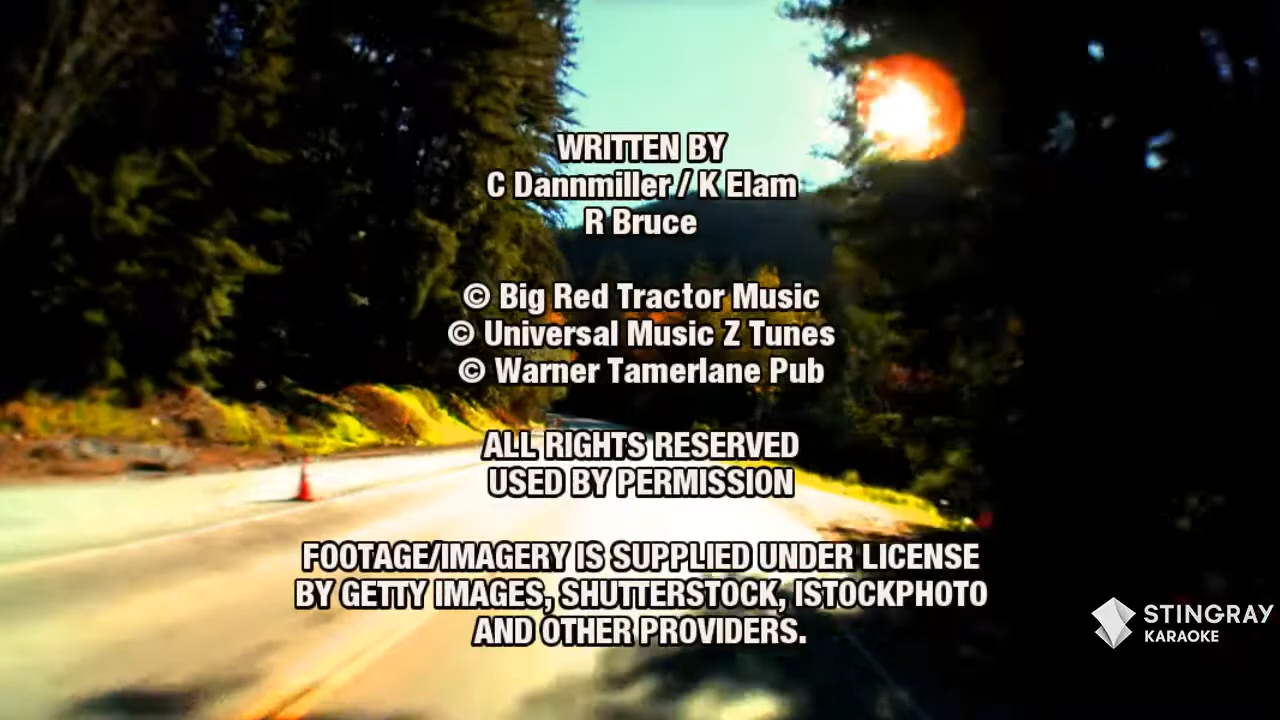 WRITTEN BY
C Dannmiller / K Elam
R Bruce
© Big Red Tractor Music
© Universal Music Z Tunes
© Warner Tamerlane Pub
ALL RIGHTS RESERVED
USED BY PERMISSION
FOOTAGE/IMAGERY IS SUPPLIED UNDER LICENSE
BY GETTY IMAGES, SHUTTERSTOCK, ISTOCKPHOTO
AND OTHER PROVIDERS.
STINGRAY
KARAOKE